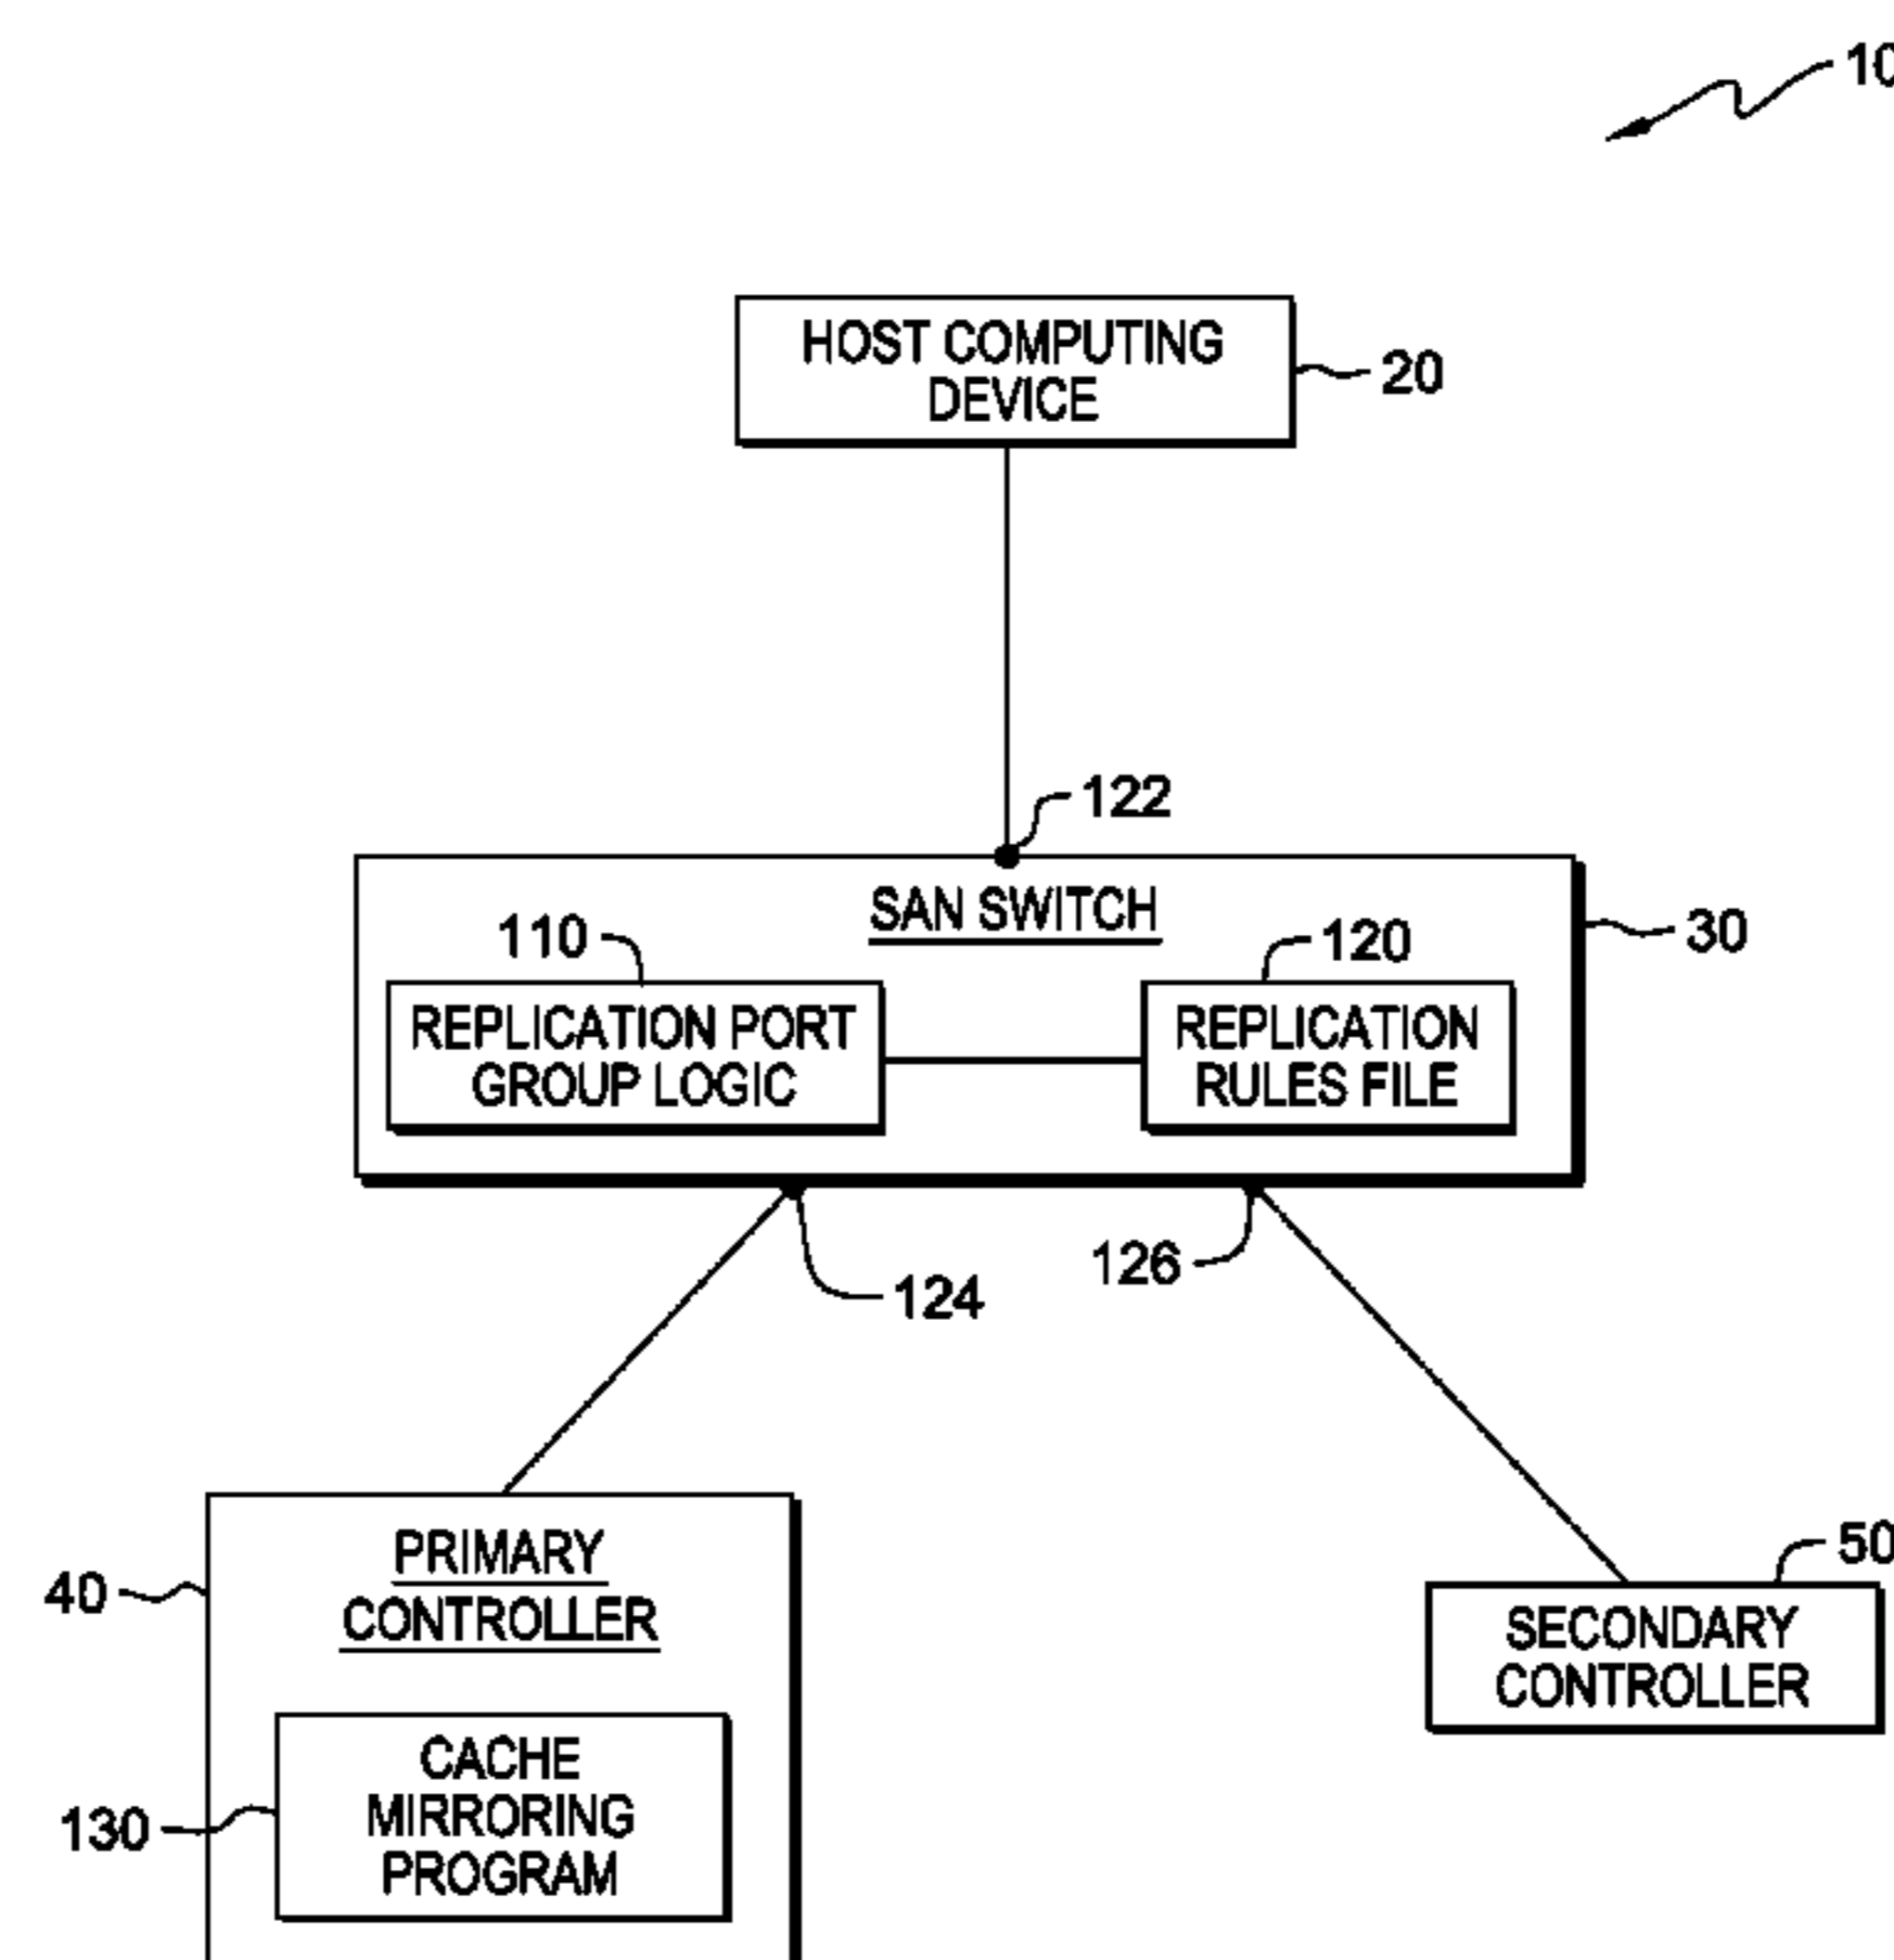 10
HOST COMPUTING
DEVICE
20
122
SAN SWITCH
30
110
120
REPLICATION PORT
GROUP LOGIC
REPLICATION
RULES FILE
124
126
PRIMARY
CONTROLLER
40
50
SECONDARY
CONTROLLER
CACHE
MIRRORING
PROGRAM
130